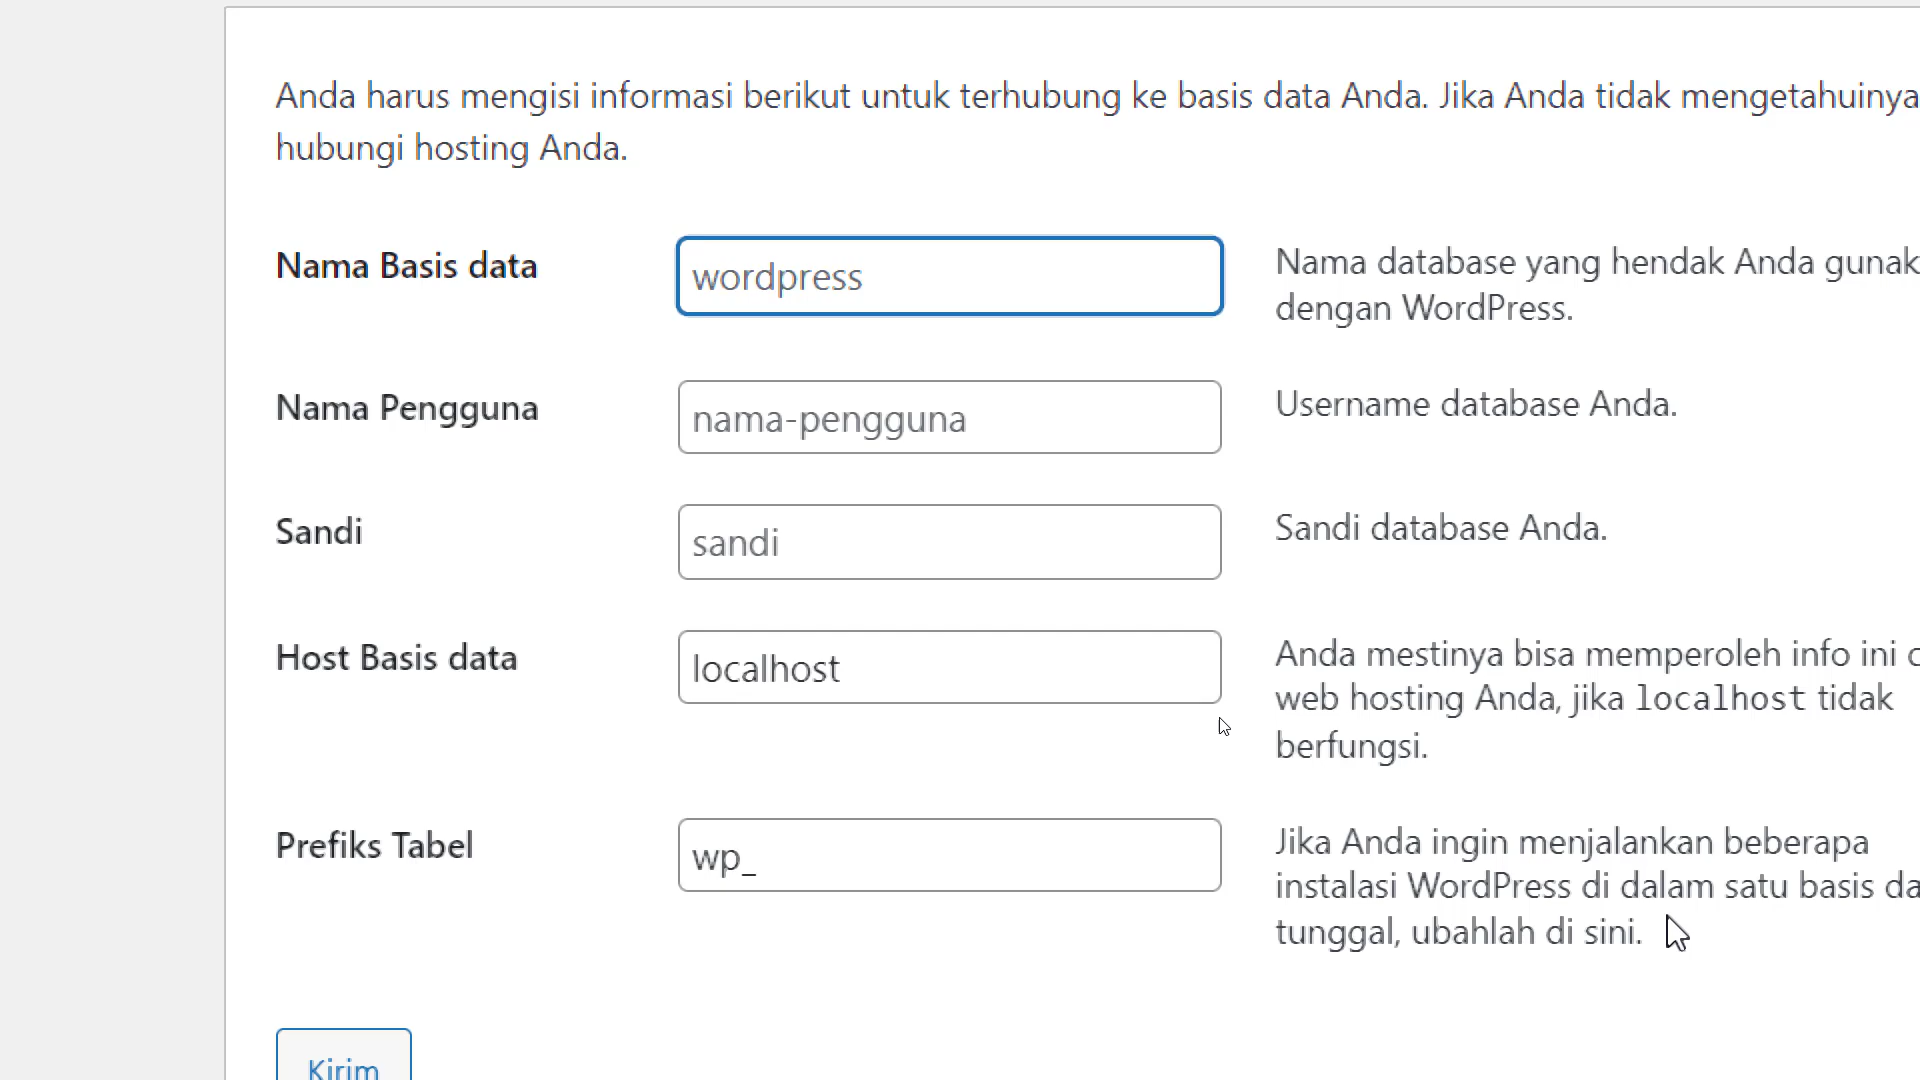 Anda harus mengisi informasi berikut untuk terhubung ke basis data Anda. Jika Anda tidak mengetahuinya
hubungi hosting Anda.
Nama Basis data
wordpress
Nama database yang hendak Anda gunak
dengan WordPress.
Nama Pengguna
nama-pengguna
Username database Anda.
Sandi
sandi
Sandi database Anda.
Host Basis data
localhost
Anda mestinya bisa memperoleh info ini
web hosting Anda, jika localhost tidak
berfungsi.
Prefiks Tabel
wp_
Jika Anda ingin menjalankan beberapa
instalasi WordPress di dalam satu basis da
tunggal, ubahlah di sini.
Kirim